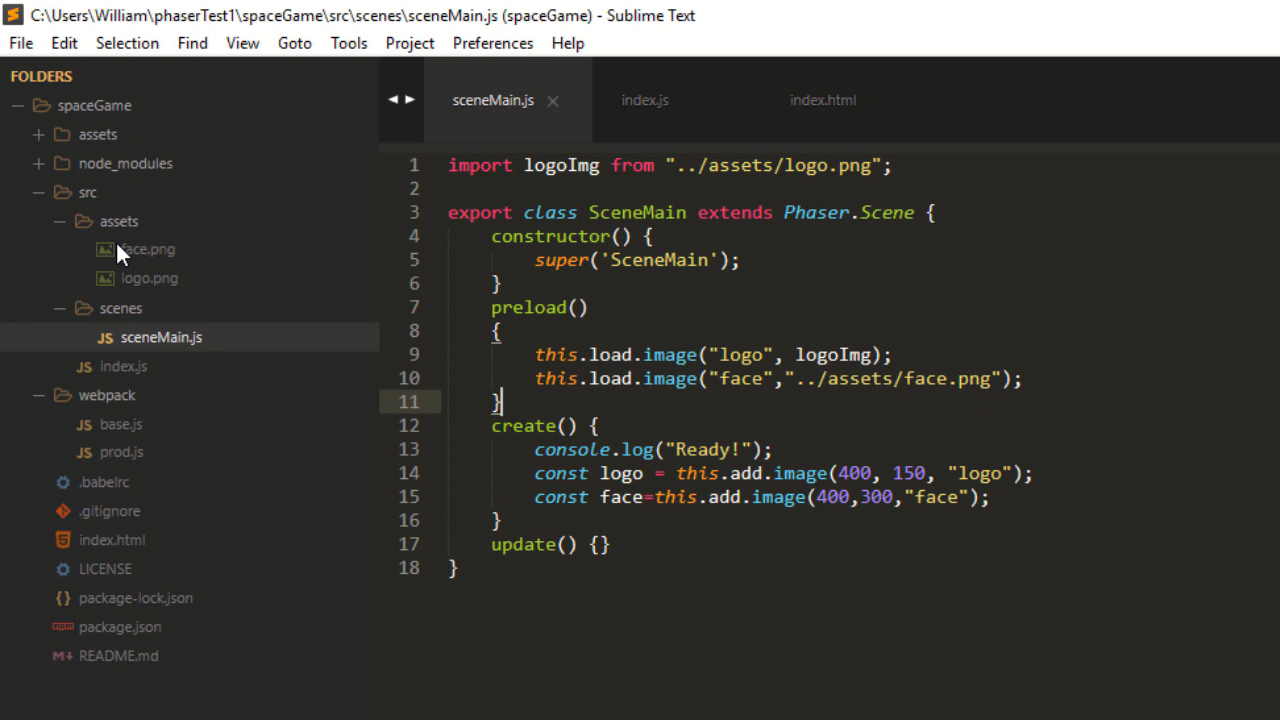 C:\Users\William\phaserTest1\spaceGame\src\scenes\sceneMain.js (spaceGame) - Sublime Text
File Edit Selection Find View Goto Tools Project Preferences Help
FOLDERS
spaceGame
assets
node_modules
src
assets
face.png
logo.png
scenes
JS sceneMain.js
JS index.js
webpack
JS base.js
JS prod.js
.babelrc
.gitignore
index.html
LICENSE
{} package-lock.json
npm package.json
M README.md
sceneMain.js index.js index.html
1 import logoImg from "../assets/logo.png";
2
3 export class SceneMain extends Phaser.Scene {
4 constructor() {
5 super('SceneMain');
6 }
7 preload()
8 {
9 this.load.image("logo", logoImg);
10 this.load.image("face","../assets/face.png");
11 }
12 create() {
13 console.log("Ready!");
14 const logo = this.add.image(400, 150, "logo");
15 const face=this.add.image(400,300,"face");
16 }
17 update() {}
18 }